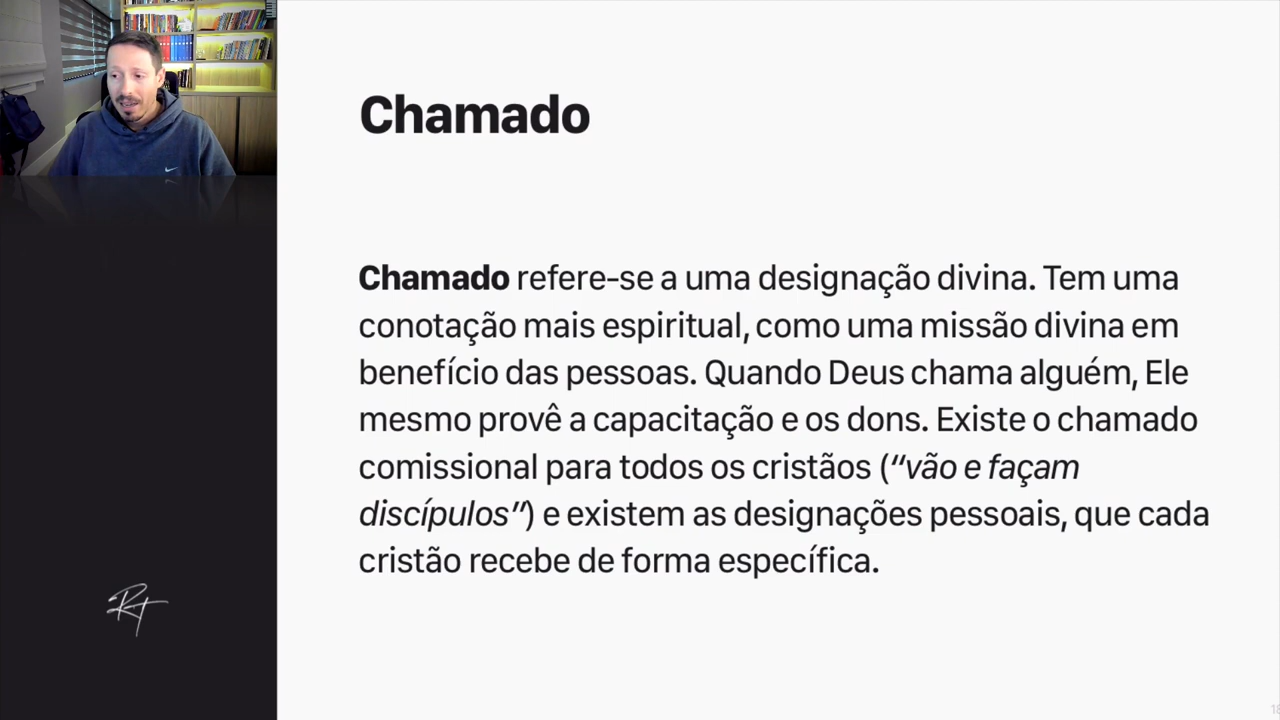 Chamado
Chamado refere-se a uma designação divina. Tem uma
conotação mais espiritual, como uma missão divina em
benefício das pessoas. Quando Deus chama alguém, Ele
mesmo provê a capacitação e os dons. Existe o chamado
comissional para todos os cristãos (“vão e façam
discípulos”) e existem as designações pessoais, que cada
cristão recebe de forma específica.
RT